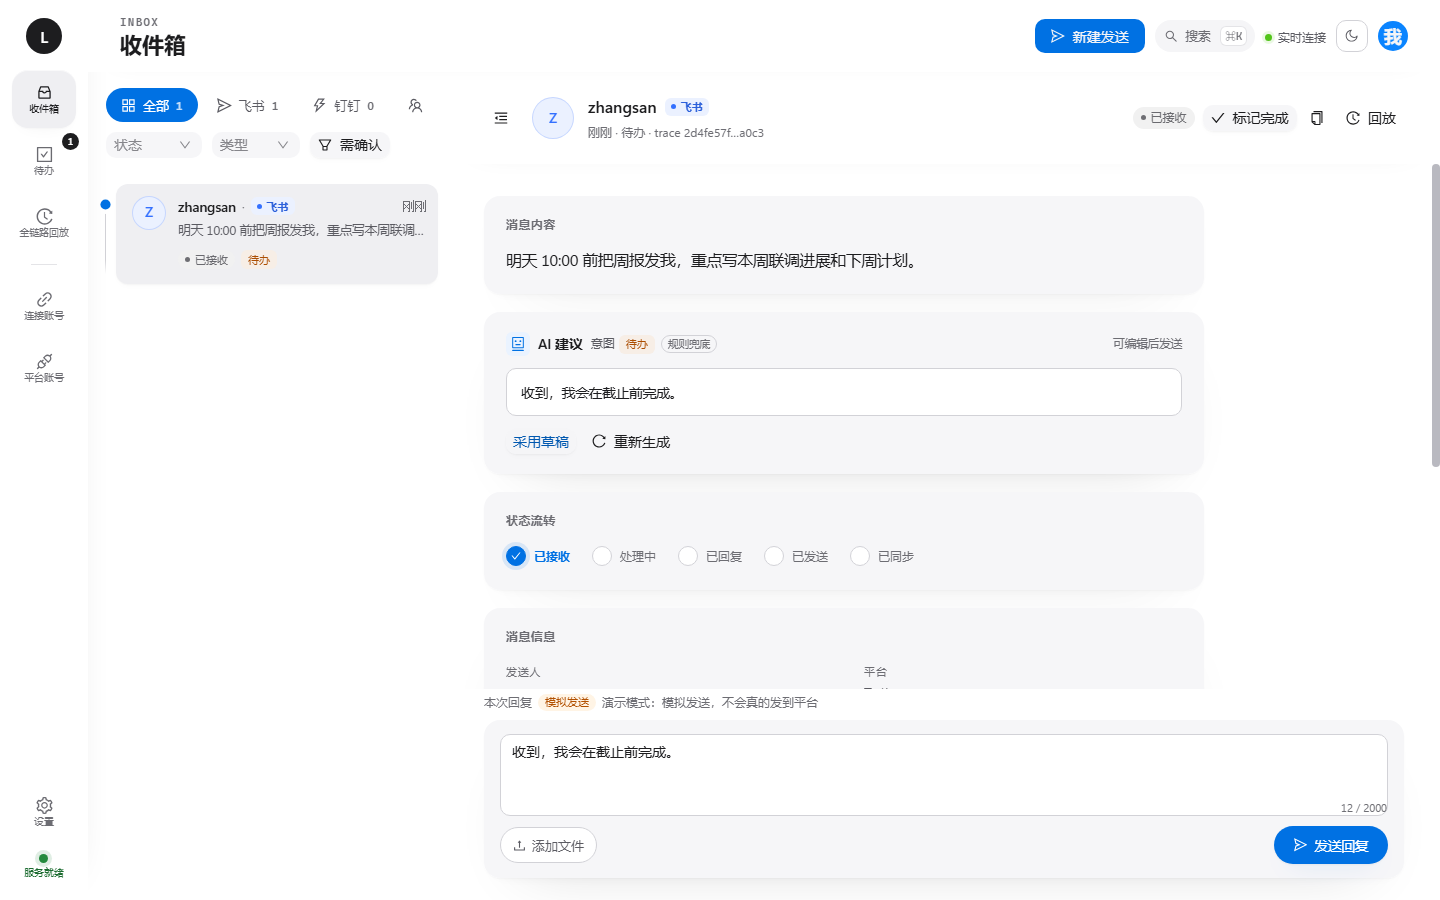 L
INBOX
收件箱
新建发送
搜索 ⌘K
实时连接
我
收件箱
1
待办
全链路回放
连接账号
平台账号
设置
服务就绪
全部 1
飞书 1
钉钉 0
状态
类型
需确认
Z
zhangsan · 飞书 刚刚
明天 10:00 前把周报发我，重点写本周联调...
已接收 待办
Z
zhangsan 飞书
刚刚 · 待办 · trace 2d4fe57f...a0c3
已接收
标记完成
回放
消息内容
明天 10:00 前把周报发我，重点写本周联调进展和下周计划。
AI 建议 意图 待办 规则兜底 可编辑后发送
收到，我会在截止前完成。
采用草稿 重新生成
状态流转
已接收 处理中 已回复 已发送 已同步
消息信息
发送人 平台
本次回复 模拟发送 演示模式：模拟发送，不会真的发到平台
收到，我会在截止前完成。
12 / 2000
添加文件
发送回复